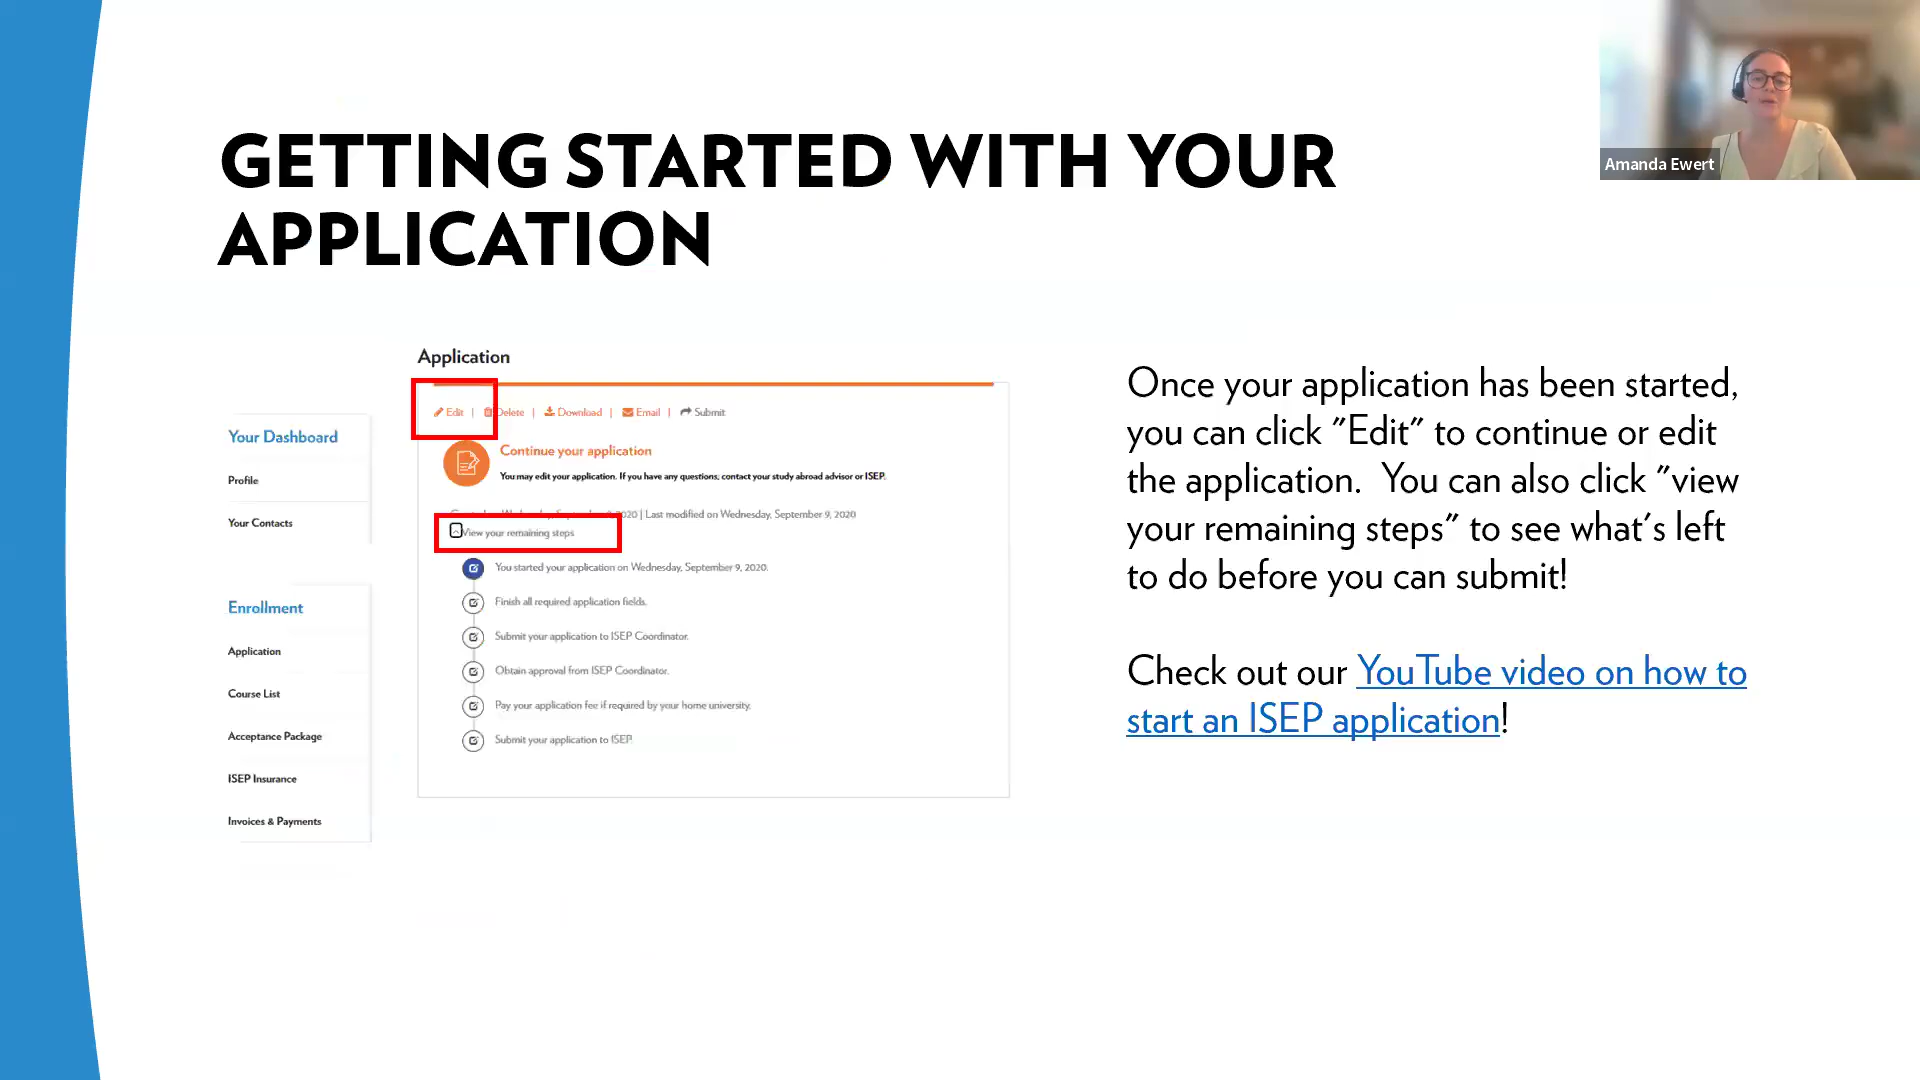 GETTING STARTED WITH YOUR
APPLICATION
Amanda Ewert
Your Dashboard
Profile
Your Contacts
Enrollment
Application
Course List
Acceptance Package
ISEP Insurance
Invoices & Payments
Application
Edit | Delete | Download | Email | Submit
Continue your application
You may edit your application. If you have any questions, contact your study abroad advisor or ISEP.
2020 | Last modified on Wednesday, September 9, 2020
View your remaining steps
You started your application on Wednesday, September 9, 2020.
Finish all required application fields.
Submit your application to ISEP Coordinator.
Obtain approval from ISEP Coordinator.
Pay your application fee if required by your home university.
Submit your application to ISEP.
Once your application has been started,
you can click "Edit" to continue or edit
the application. You can also click "view
your remaining steps" to see what's left
to do before you can submit!
Check out our YouTube video on how to
start an ISEP application!